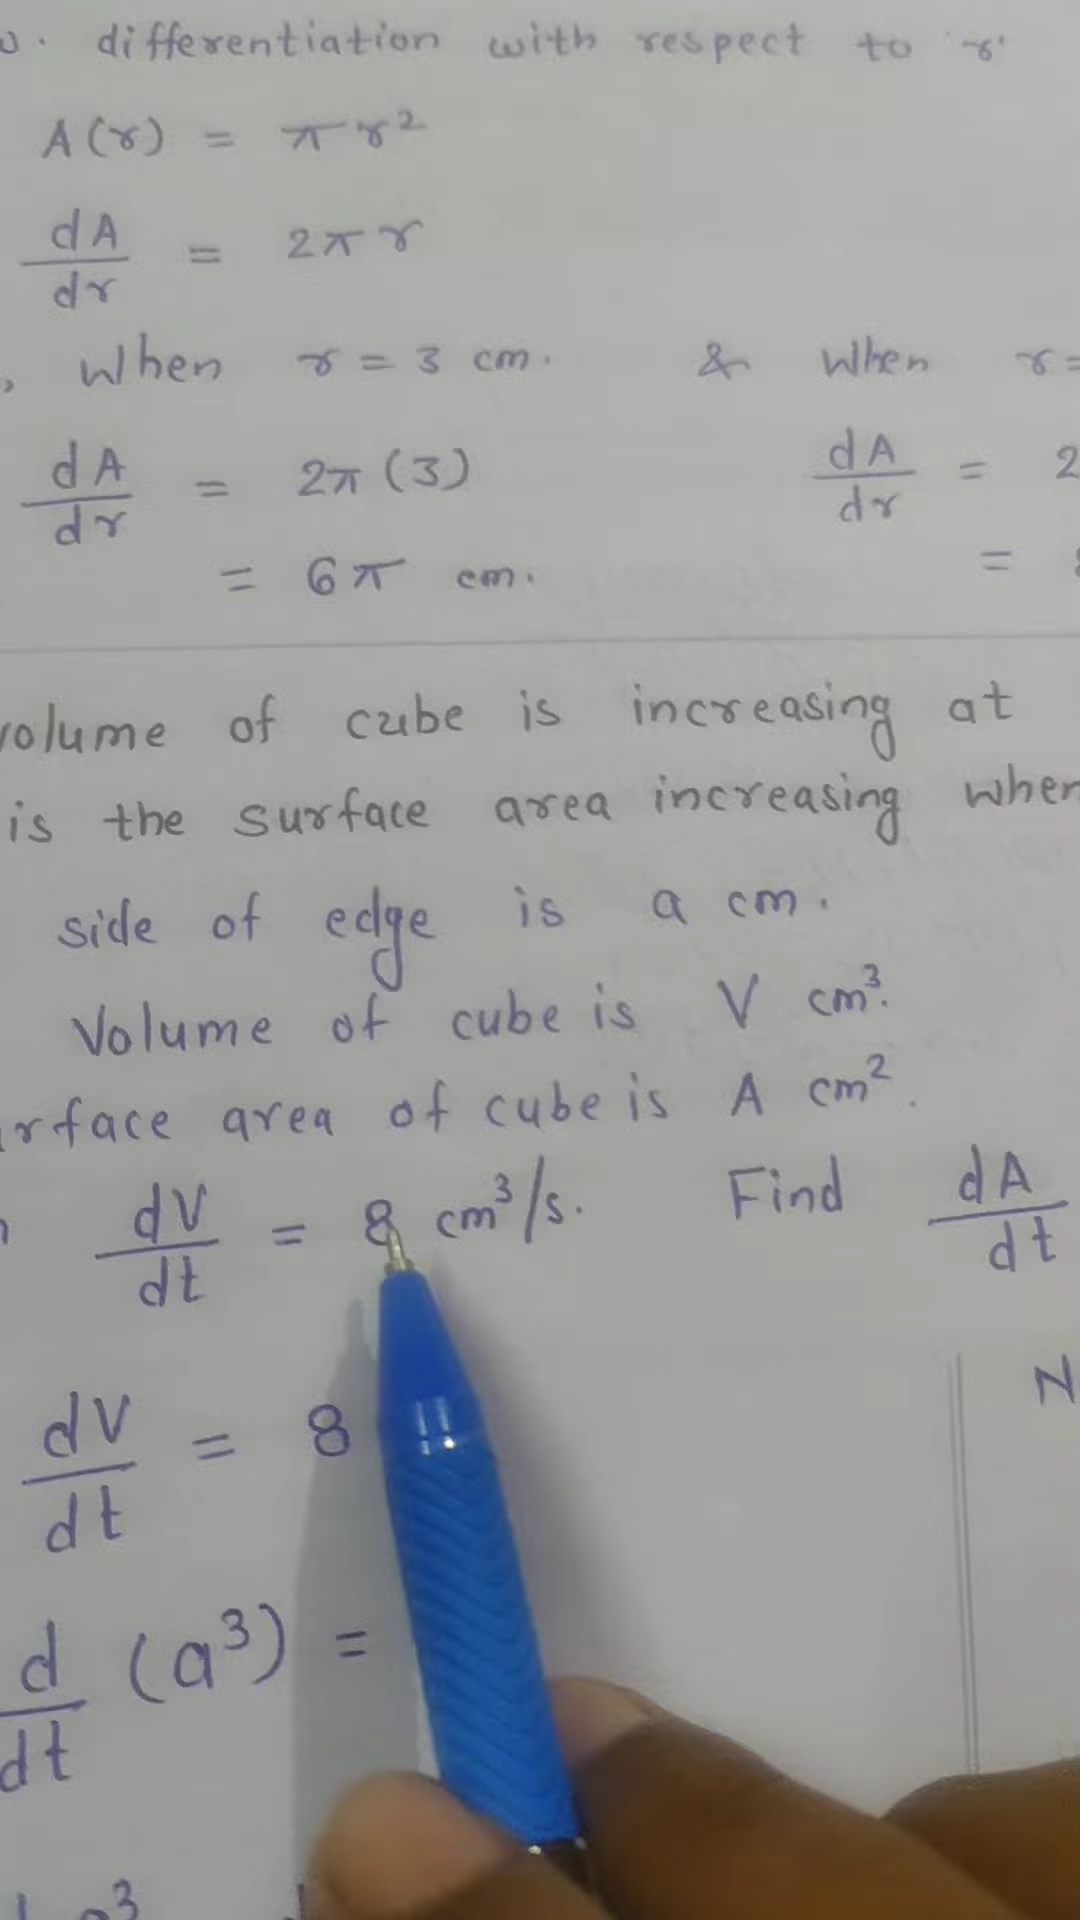 differentiation with respect to 'r'
A(r) = πr²
dA/dr = 2πr
, when r = 3 cm. & when r=
dA/dr = 2π(3) dA/dr = 2
= 6π cm. =
volume of cube is increasing at
is the surface area increasing when
side of edge is a cm.
Volume of cube is V cm³.
rface area of cube is A cm².
dV/dt = 8 cm³/s. Find dA/dt
N
dV/dt = 8
d/dt (a³) =